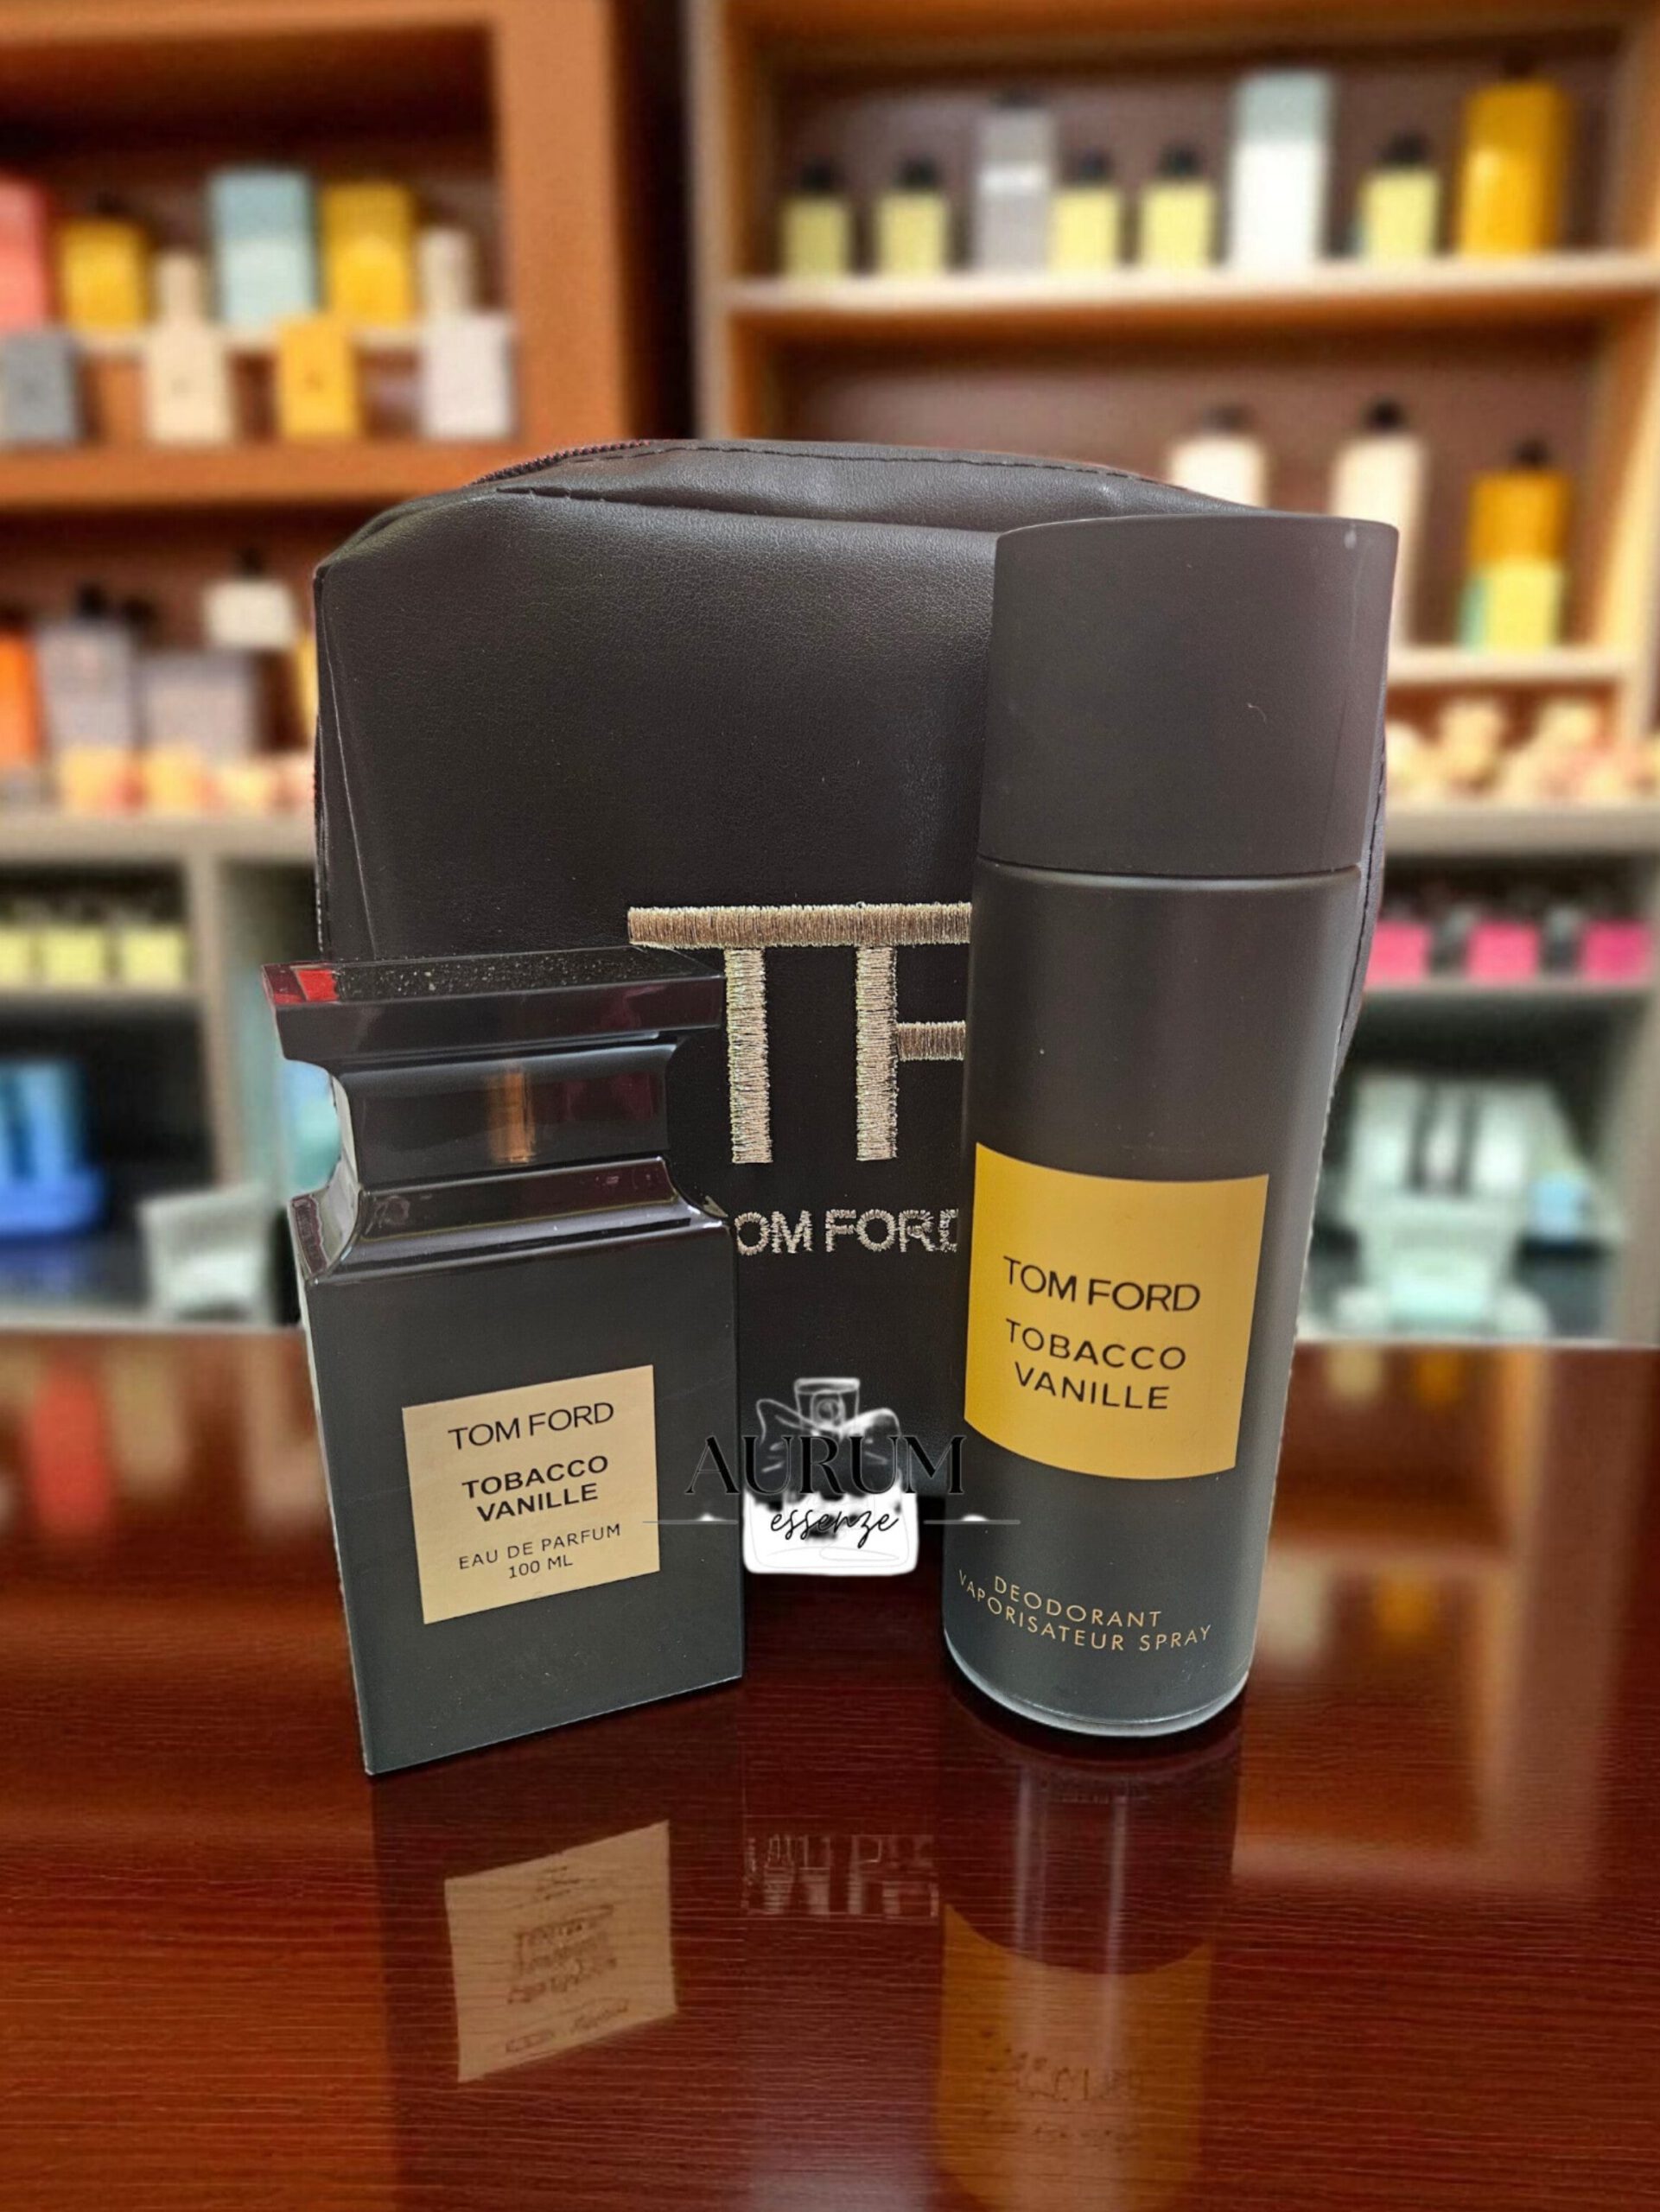 TF
TOM FORD
TOM FORD
TOBACCO
VANILLE
EAU DE PARFUM
100 ML
TOM FORD
TOBACCO
VANILLE
DEODORANT
VAPORISATEUR SPRAY
AURUM
essenze